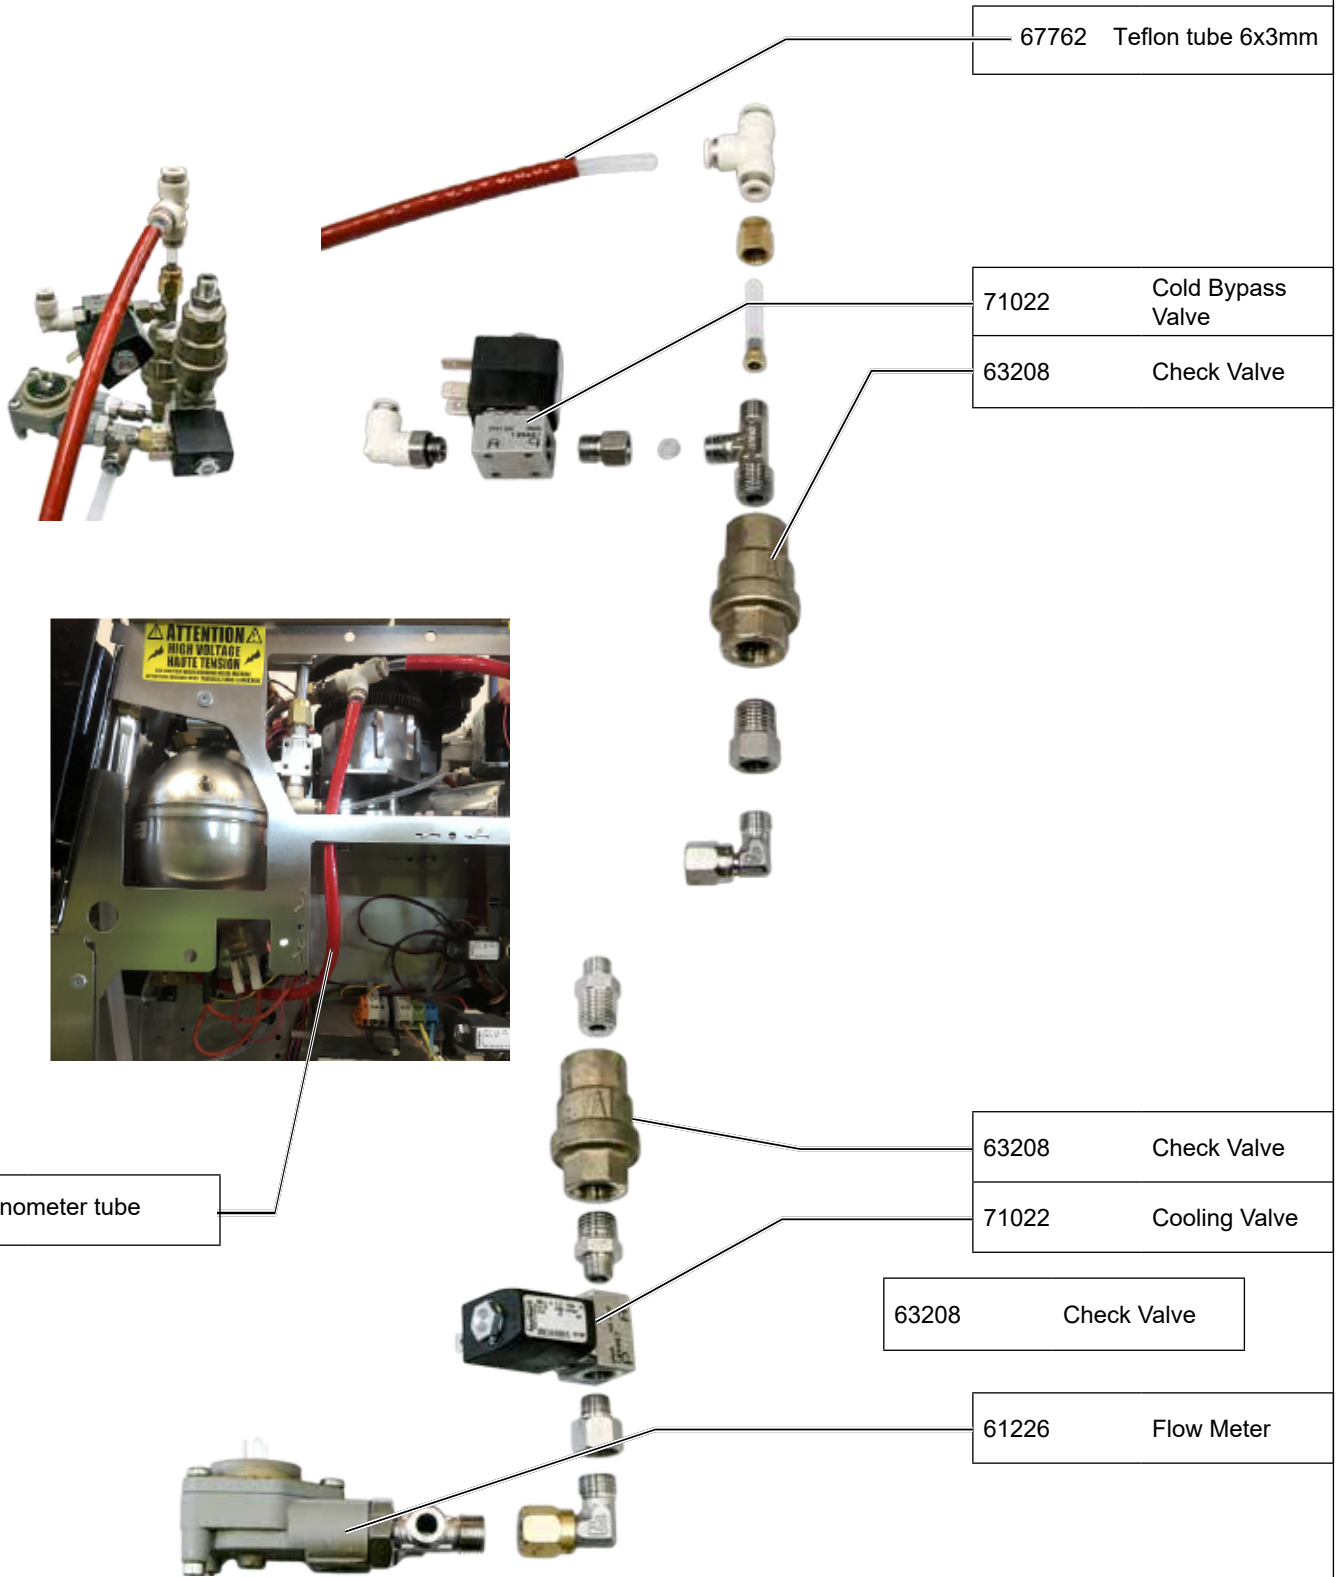 67762 Teflon tube 6x3mm
71022 Cold Bypass
Valve
63208 Check Valve
ATTENTION
HIGH VOLTAGE
HAUTE TENSION
63208 Check Valve
nometer tube
71022 Cooling Valve
63208 Check Valve
61226 Flow Meter